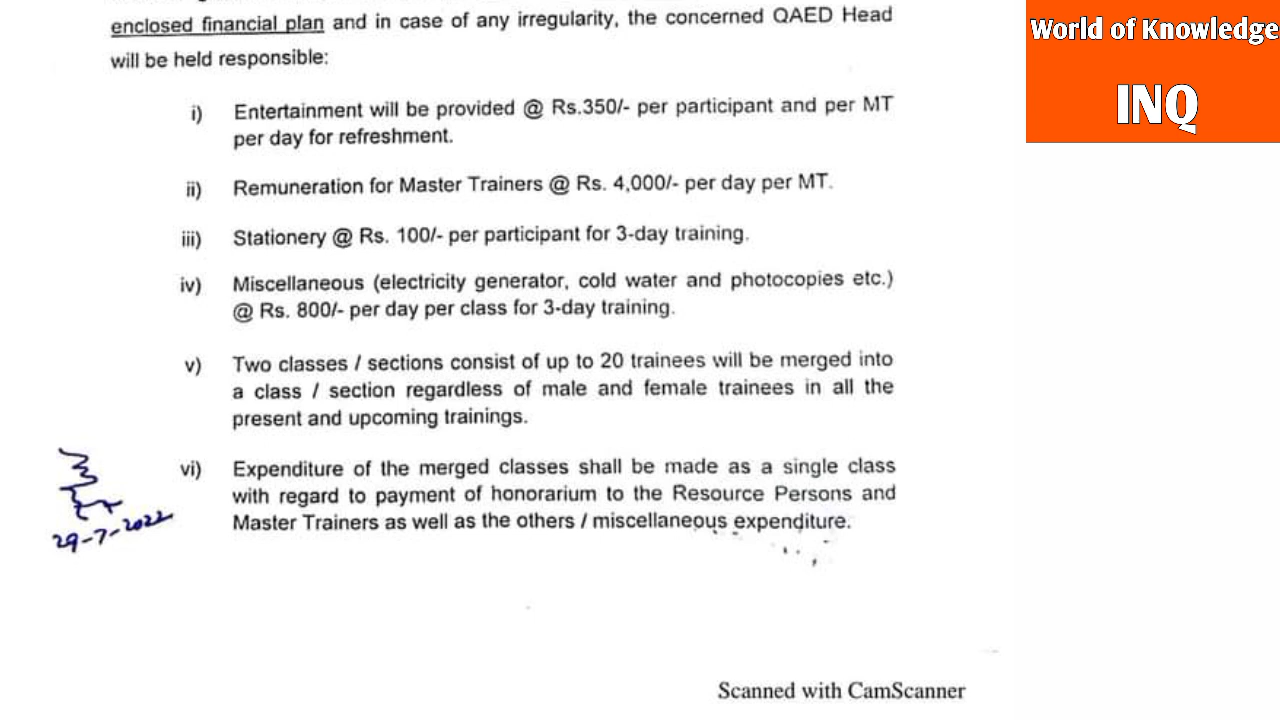 enclosed financial plan and in case of any irregularity, the concerned QAED Head
will be held responsible:
i) Entertainment will be provided @ Rs.350/- per participant and per MT
per day for refreshment.
ii) Remuneration for Master Trainers @ Rs. 4,000/- per day per MT.
iii) Stationery @ Rs. 100/- per participant for 3-day training.
iv) Miscellaneous (electricity generator, cold water and photocopies etc.)
@ Rs. 800/- per day per class for 3-day training.
v) Two classes / sections consist of up to 20 trainees will be merged into
a class / section regardless of male and female trainees in all the
present and upcoming trainings.
vi) Expenditure of the merged classes shall be made as a single class
with regard to payment of honorarium to the Resource Persons and
Master Trainers as well as the others / miscellaneous expenditure.
29-7-2022
Scanned with CamScanner
World of Knowledge
INQ